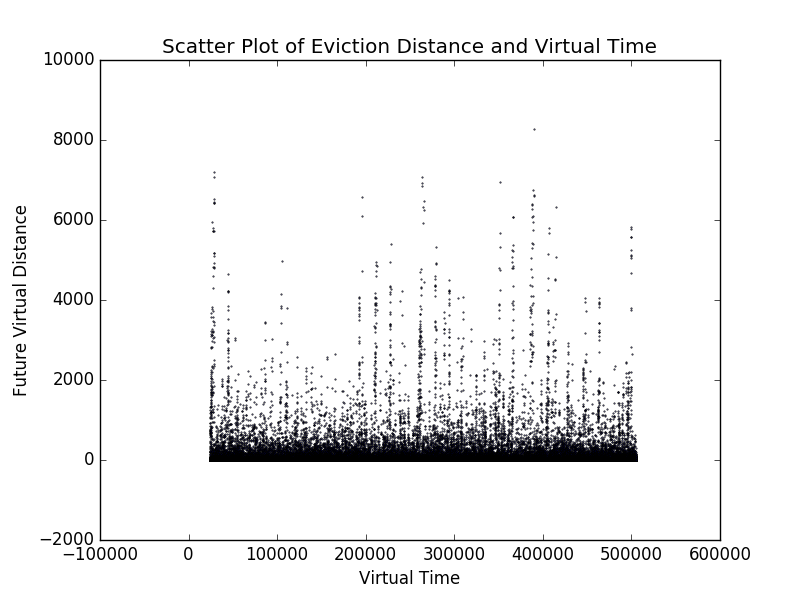 Scatter Plot of Eviction Distance and Virtual Time
10000
8000
6000
4000
2000
0
−2000
Future Virtual Distance
−100000 0 100000 200000 300000 400000 500000 600000
Virtual Time